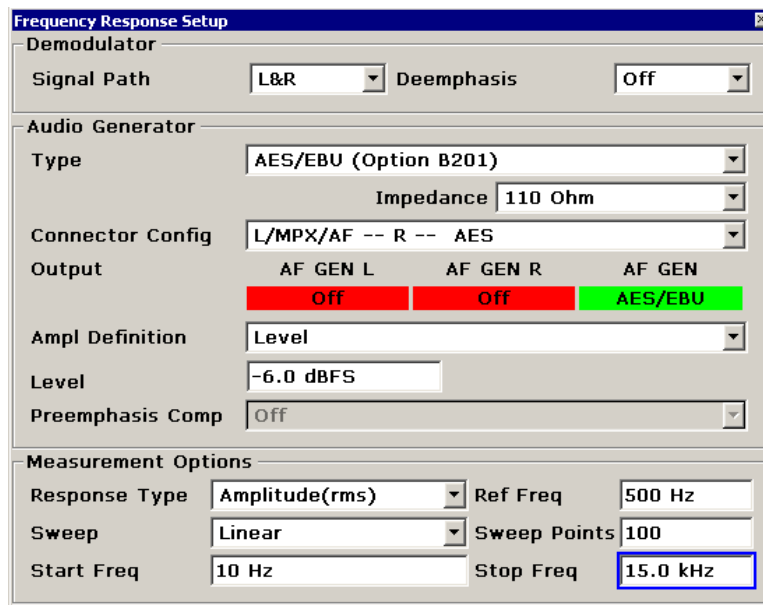 Frequency Response Setup
Demodulator
Signal Path L&R Deemphasis Off
Audio Generator
Type AES/EBU (Option B201)
Impedance 110 Ohm
Connector Config L/MPX/AF -- R -- AES
Output AF GEN L AF GEN R AF GEN
Off Off AES/EBU
Ampl Definition Level
Level -6.0 dBFS
Preemphasis Comp Off
Measurement Options
Response Type Amplitude(rms) Ref Freq 500 Hz
Sweep Linear Sweep Points 100
Start Freq 10 Hz Stop Freq 15.0 kHz